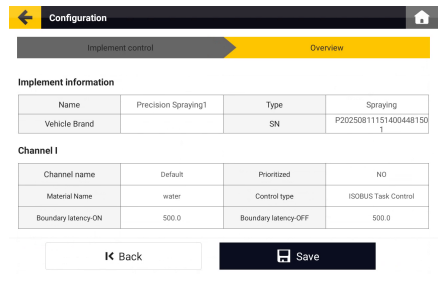 Configuration
Implement control
Overview
Implement information
Name Precision Spraying1 Type Spraying
Vehicle Brand SN P20250811151400448150
1
Channel I
Channel name Default Prioritized NO
Material Name water Control type ISOBUS Task Control
Boundary latency-ON 500.0 Boundary latency-OFF 500.0
Back
Save